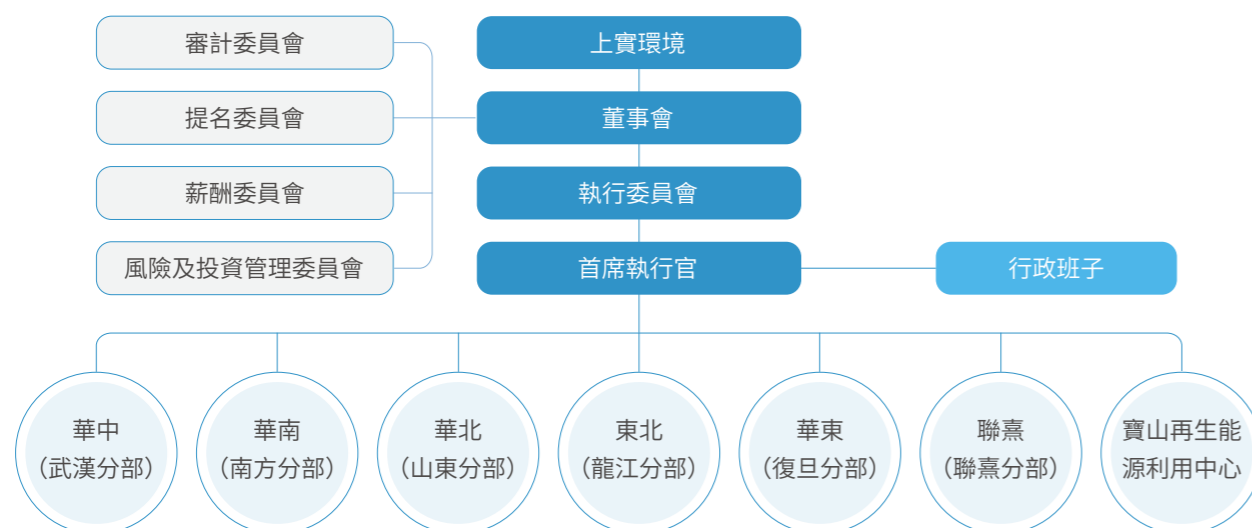 審計委員會
上實環境
提名委員會
董事會
薪酬委員會
執行委員會
風險及投資管理委員會
首席執行官
行政班子
華中
（武漢分部）
華南
（南方分部）
華北
（山東分部）
東北
（龍江分部）
華東
（復旦分部）
聯熹
（聯熹分部）
寶山再生能
源利用中心